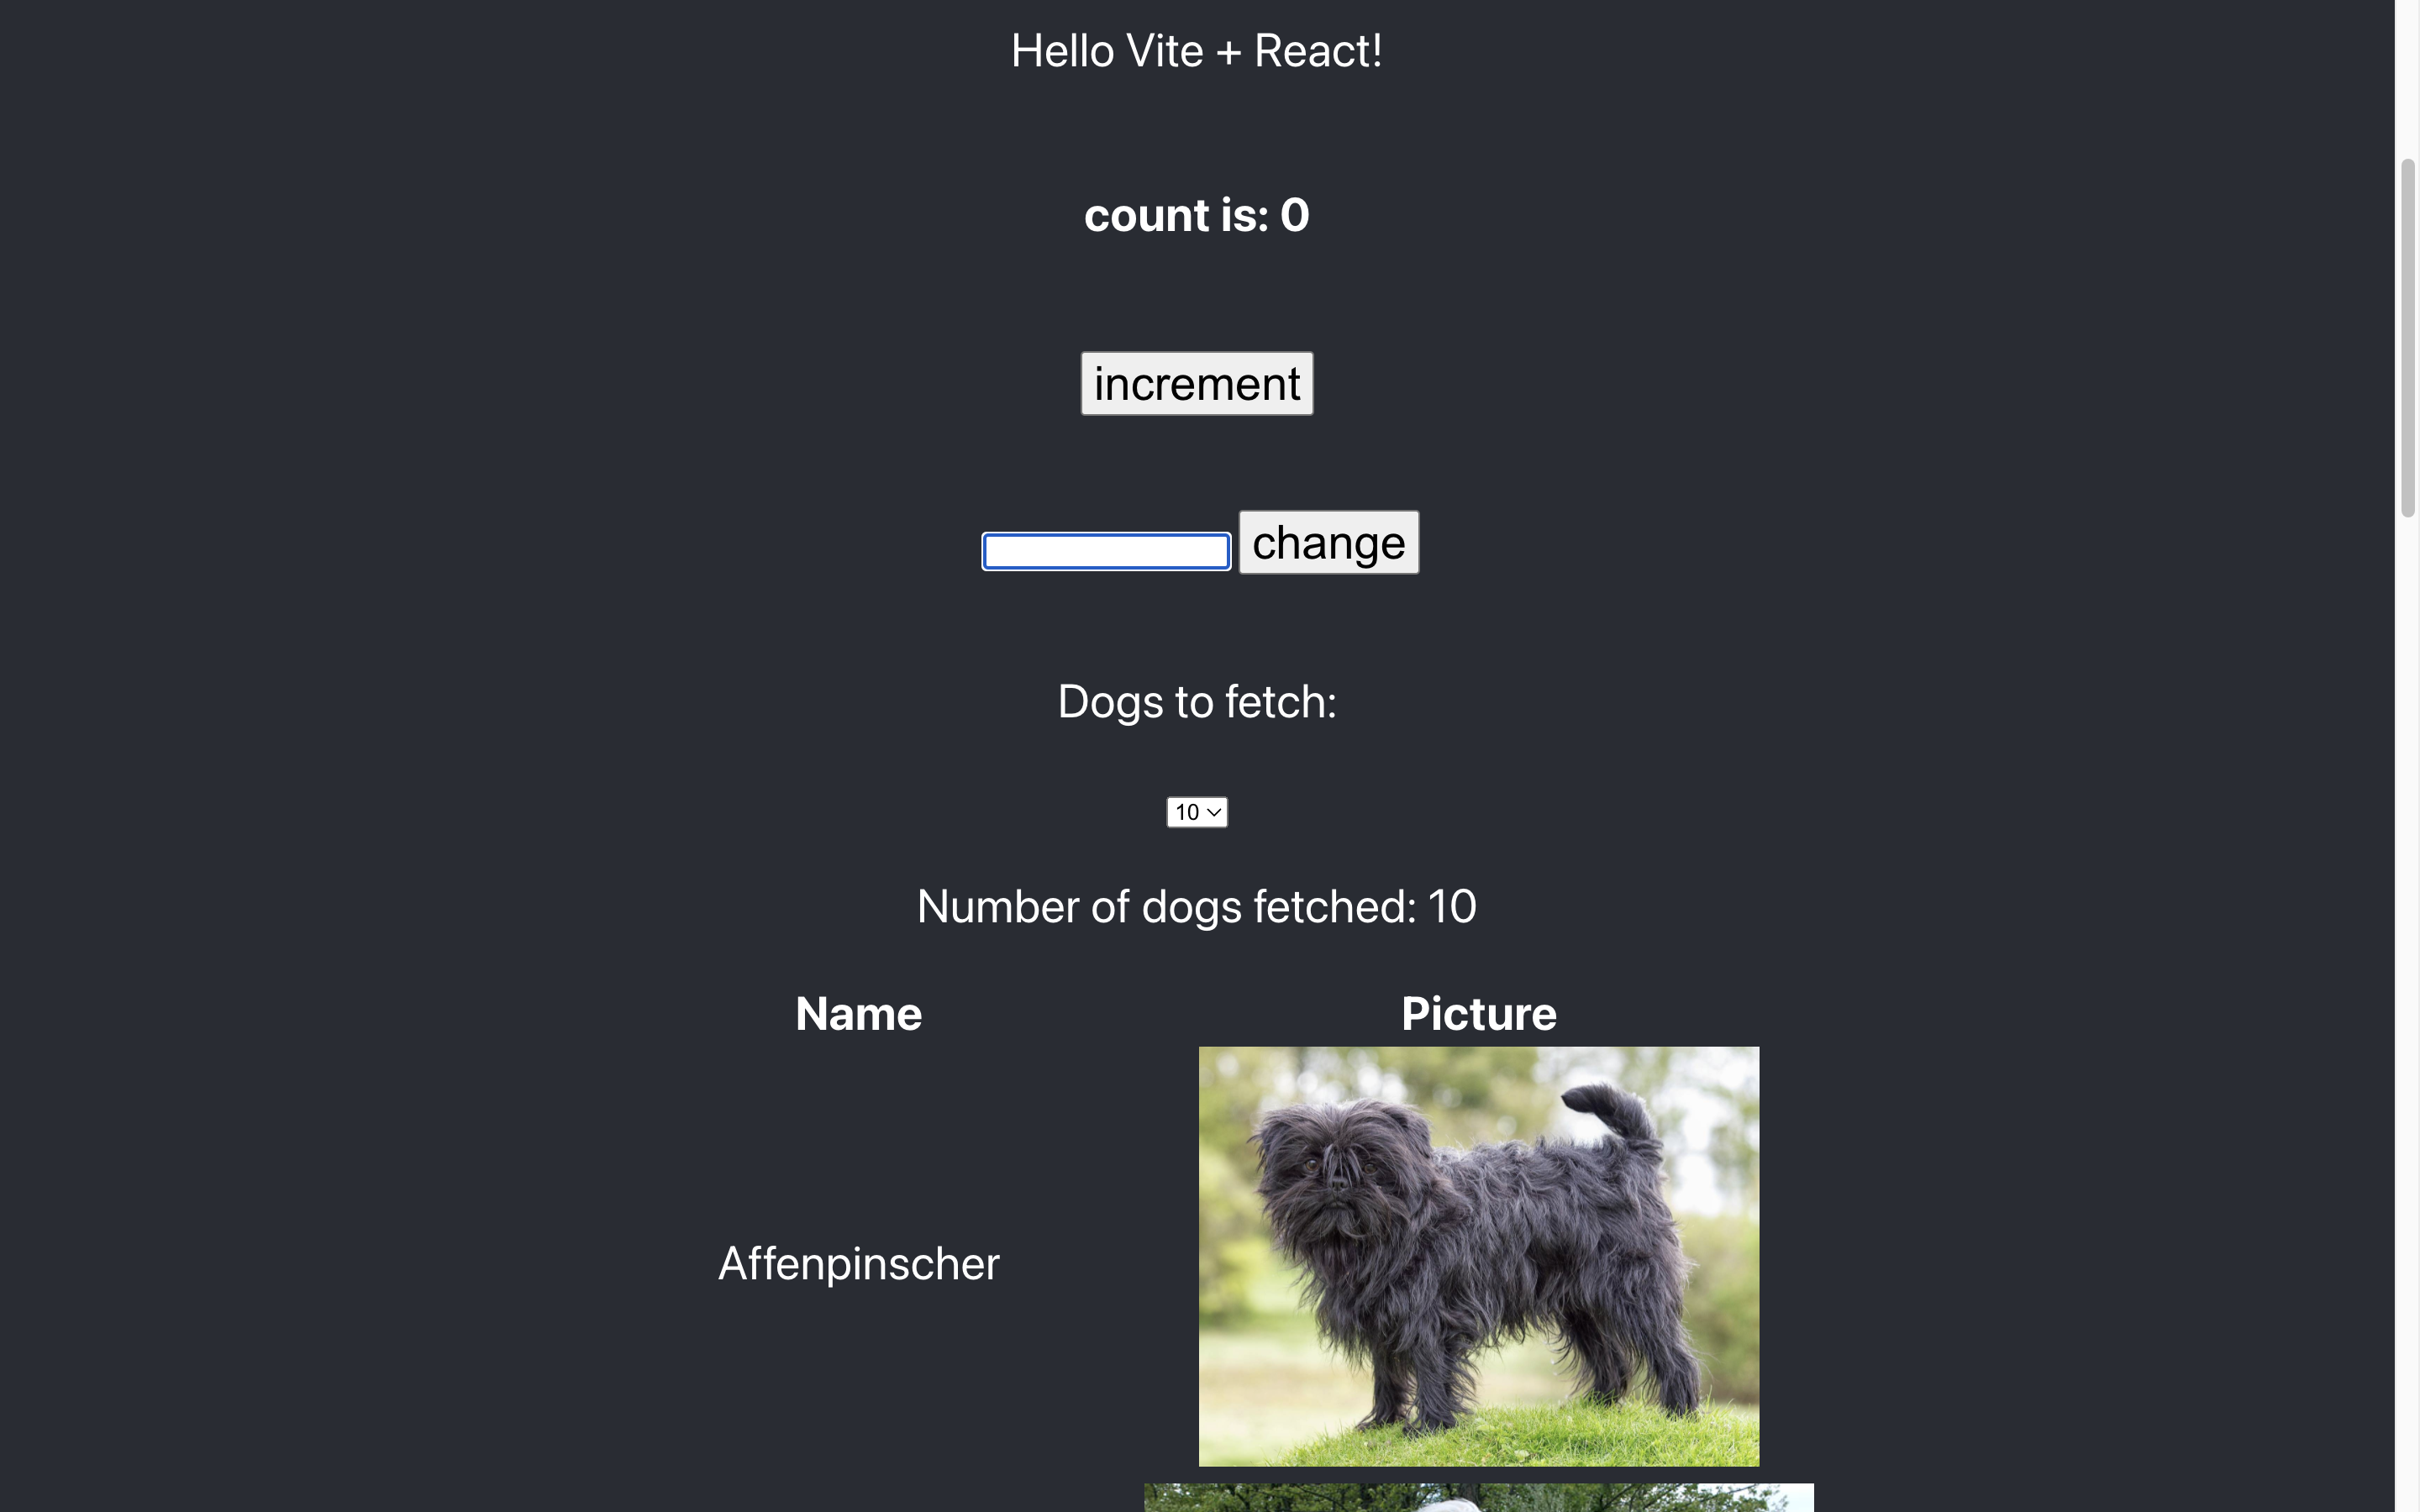 Hello Vite + React!
count is: 0
increment
change
Dogs to fetch:
10
Number of dogs fetched: 10
Name Picture
Affenpinscher